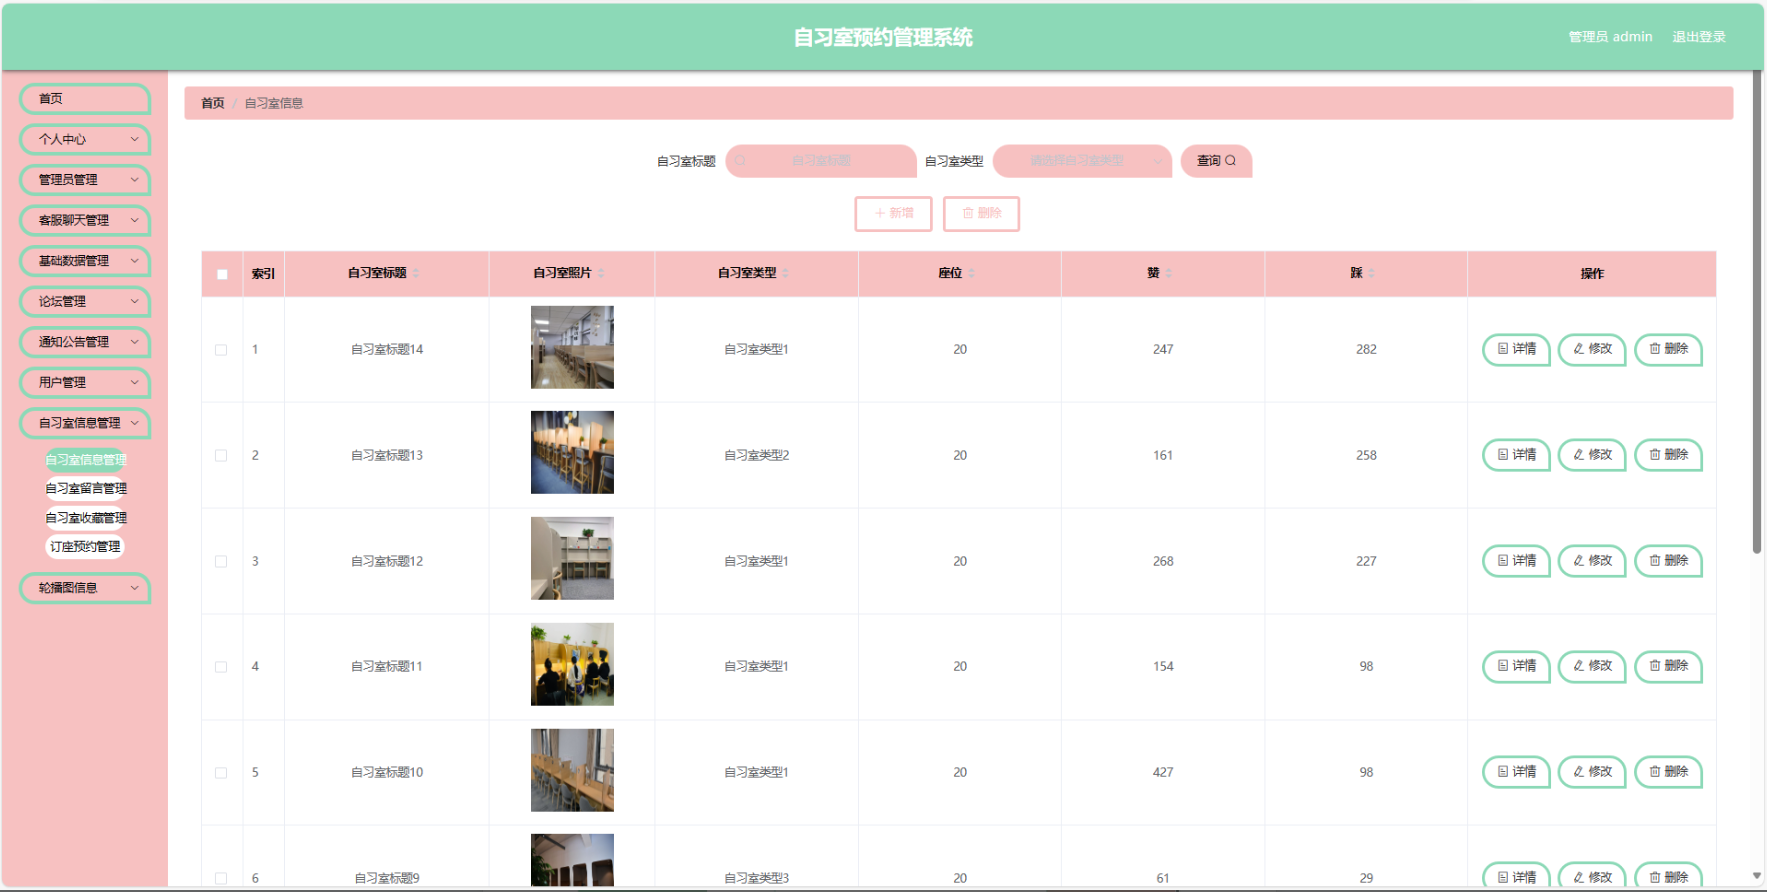 自习室预约管理系统
管理员 admin 退出登录
首页
个人中心
管理员管理
客服聊天管理
基础数据管理
论坛管理
通知公告管理
用户管理
自习室信息管理
自习室信息管理
自习室留言管理
自习室收藏管理
订座预约管理
轮播图信息
首页 / 自习室信息
自习室标题 自习室标题 自习室类型 请选择自习室类型 查询
+ 新增 删除
索引 自习室标题 自习室照片 自习室类型 座位 赞 踩 操作
1 自习室标题14 自习室类型1 20 247 282 详情 修改 删除
2 自习室标题13 自习室类型2 20 161 258 详情 修改 删除
3 自习室标题12 自习室类型1 20 268 227 详情 修改 删除
4 自习室标题11 自习室类型1 20 154 98 详情 修改 删除
5 自习室标题10 自习室类型1 20 427 98 详情 修改 删除
6 自习室标题9 自习室类型3 20 61 29 详情 修改 删除